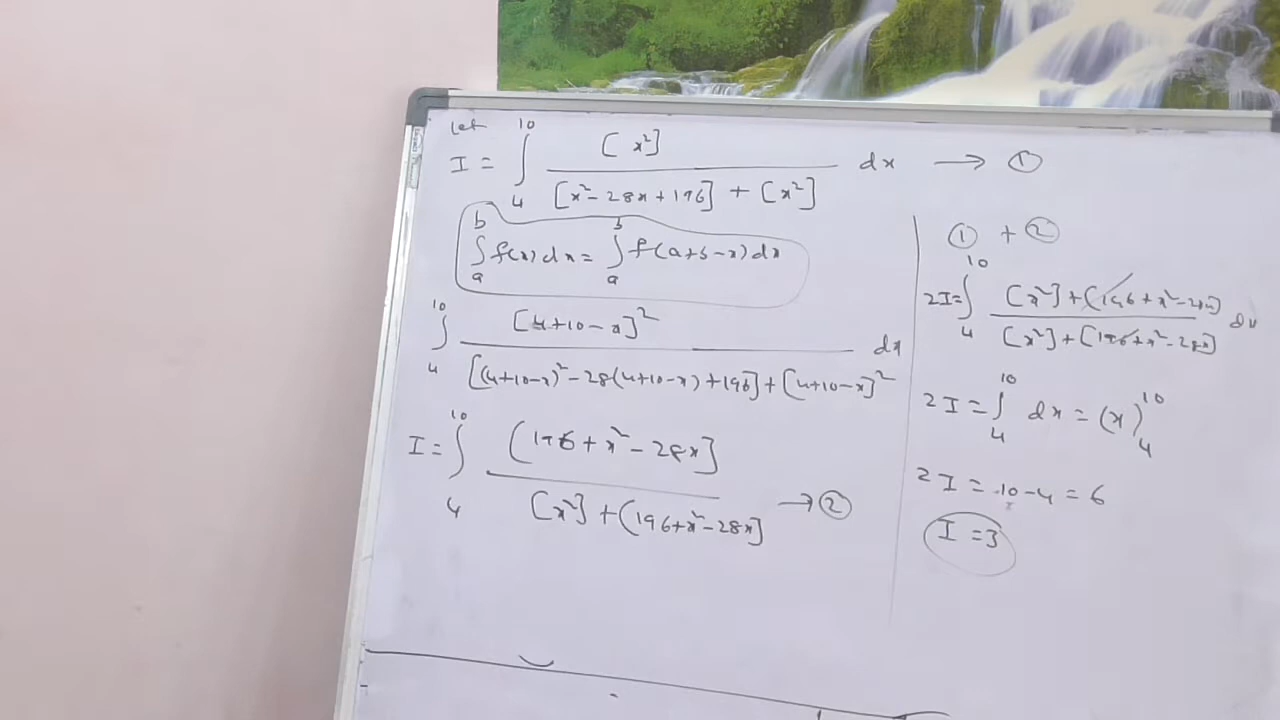 let
I = ∫₄¹⁰ [x²] / [x² - 28x + 196] + [x²] dx → ①
∫ₐᵇ f(x) dx = ∫ₐᵇ f(a+b-x) dx
∫₄¹⁰ [4+10-x]² / [(4+10-x)² - 28(4+10-x) + 196] + [4+10-x]² dx
I = ∫₄¹⁰ (196 + x² - 28x] / [x²] + (196 + x² - 28x] → ②
① + ②
2I = ∫₄¹⁰ [x²] + (196 + x² - 28x] / [x²] + [196 + x² - 28x] dx
2I = ∫₄¹⁰ dx = (x)₄¹⁰
2I = 10 - 4 = 6
I = 3